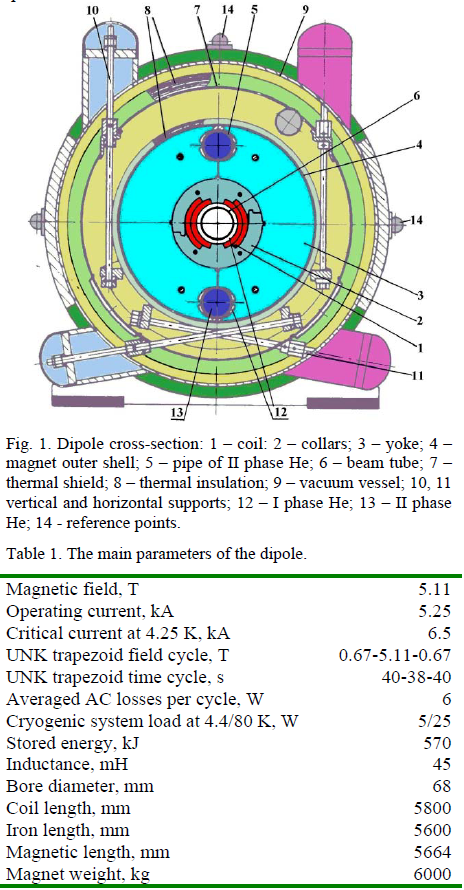 10
8
7
5
14
9
6
4
14
3
2
1
11
13
12
Fig. 1. Dipole cross-section: 1 – coil: 2 – collars; 3 – yoke; 4 –
magnet outer shell; 5 – pipe of II phase He; 6 – beam tube; 7 –
thermal shield; 8 – thermal insulation; 9 – vacuum vessel; 10, 11
vertical and horizontal supports; 12 – I phase He; 13 – II phase
He; 14 - reference points.
Table 1. The main parameters of the dipole.
Magnetic field, T 5.11
Operating current, kA 5.25
Critical current at 4.25 K, kA 6.5
UNK trapezoid field cycle, T 0.67-5.11-0.67
UNK trapezoid time cycle, s 40-38-40
Averaged AC losses per cycle, W 6
Cryogenic system load at 4.4/80 K, W 5/25
Stored energy, kJ 570
Inductance, mH 45
Bore diameter, mm 68
Coil length, mm 5800
Iron length, mm 5600
Magnetic length, mm 5664
Magnet weight, kg 6000